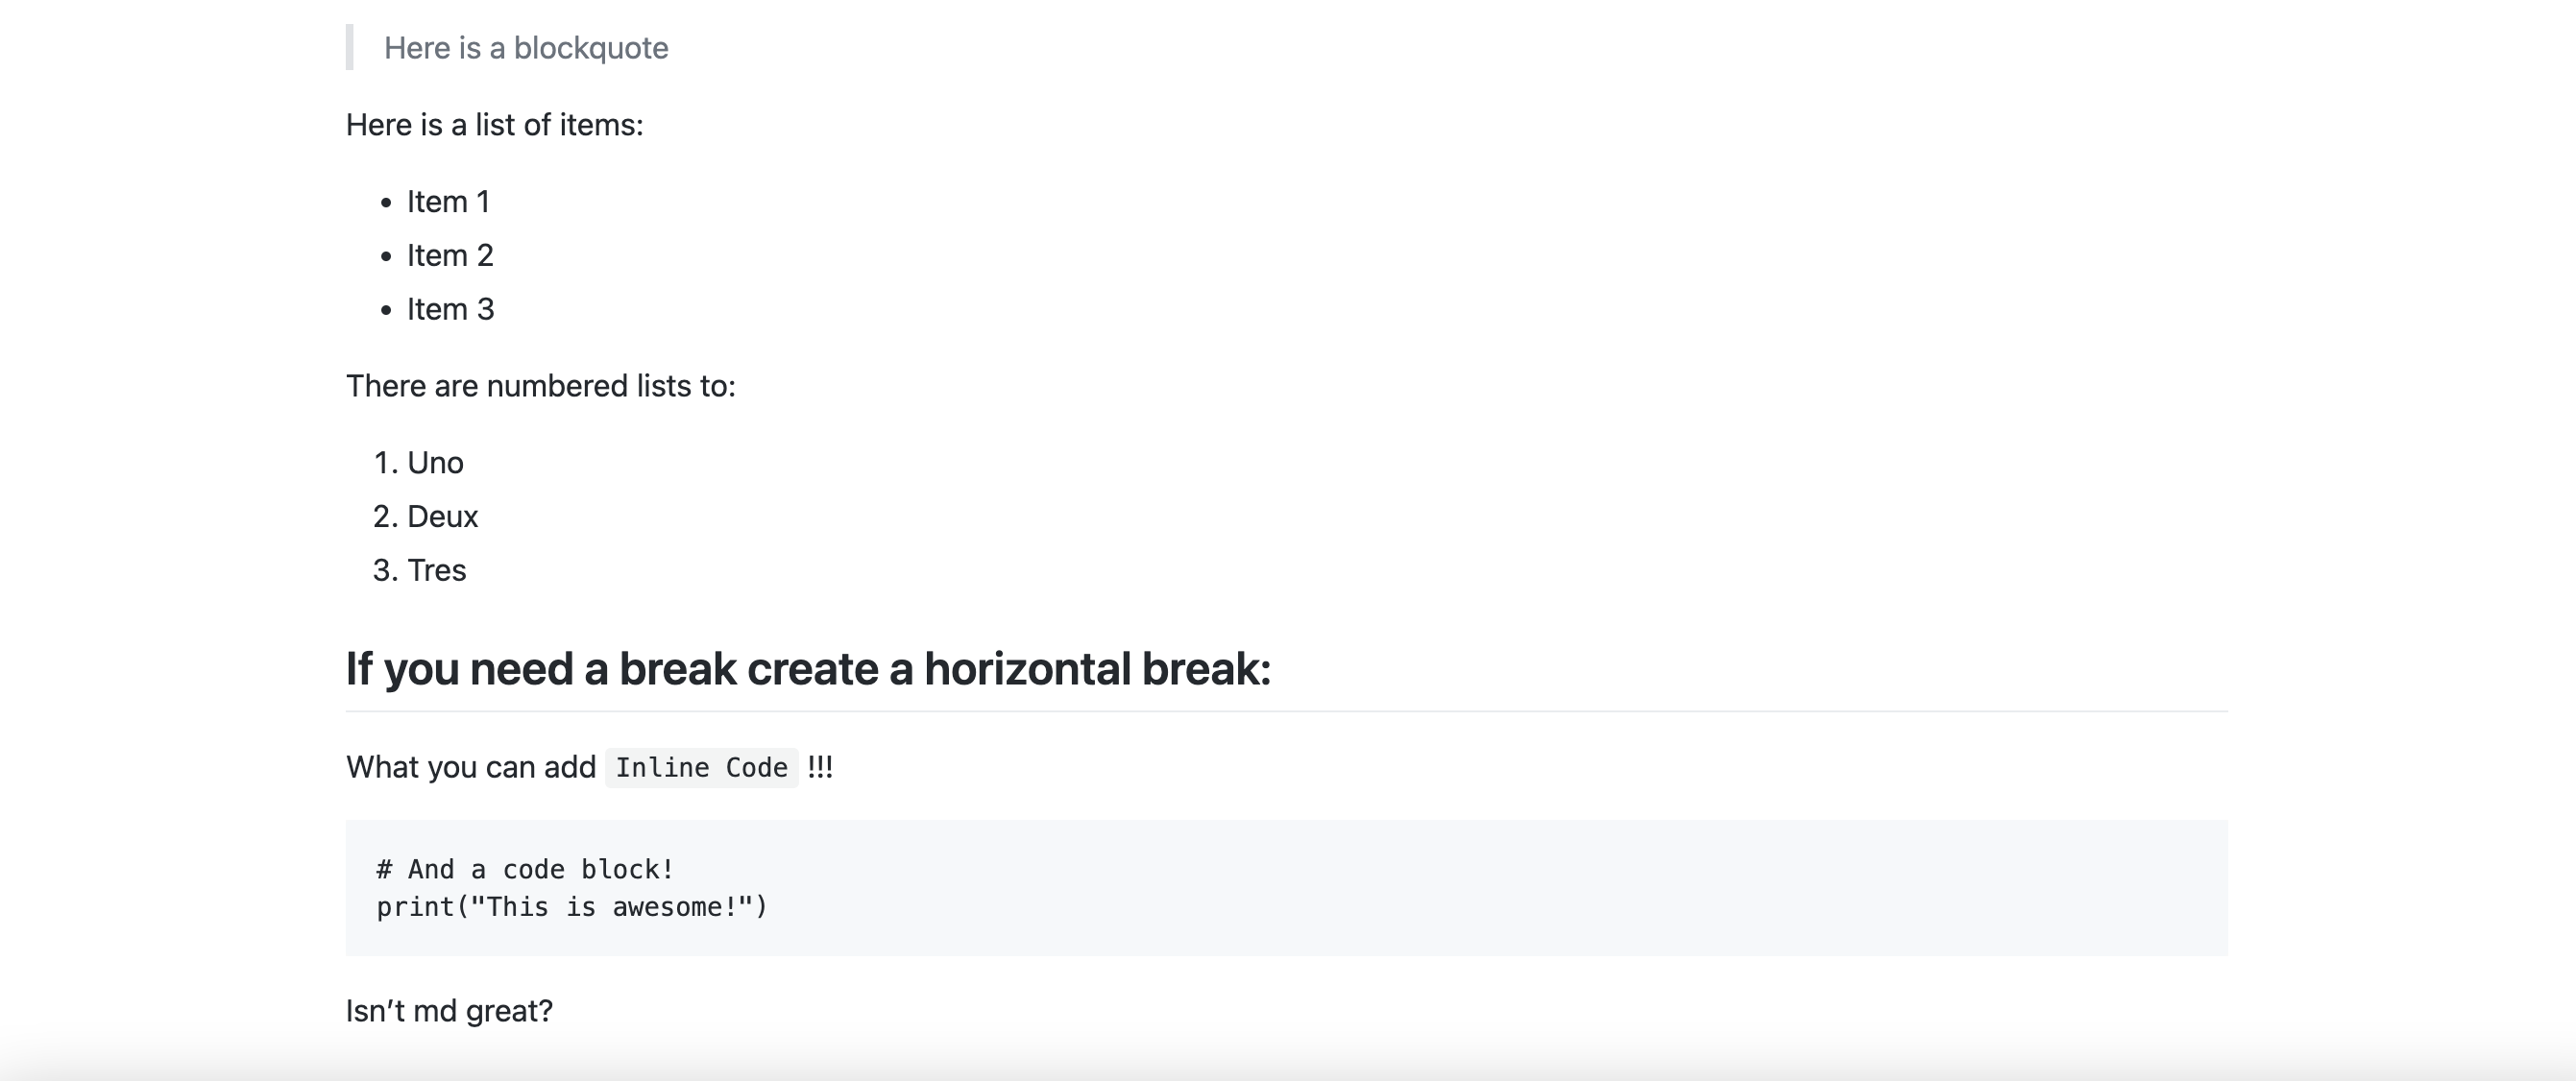 Here is a blockquote
Here is a list of items:
• Item 1
• Item 2
• Item 3
There are numbered lists to:
1. Uno
2. Deux
3. Tres
If you need a break create a horizontal break:
What you can add Inline Code !!!
# And a code block!
print("This is awesome!")
Isn’t md great?